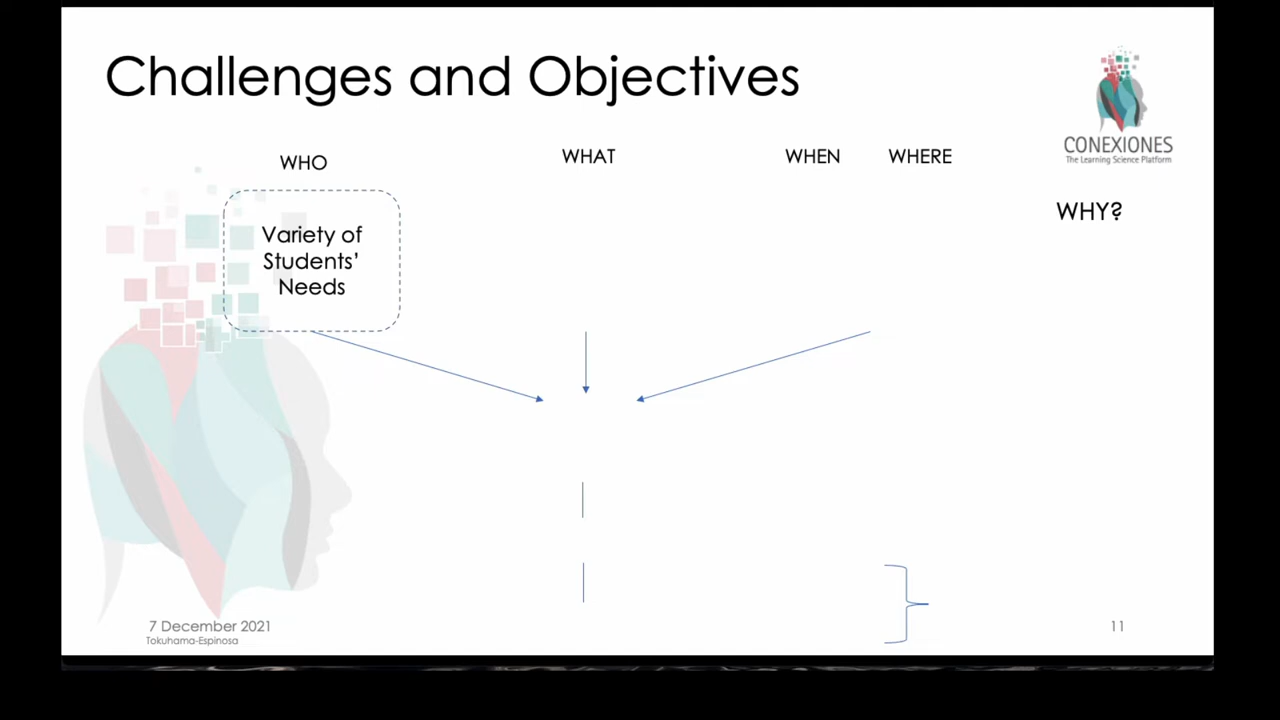 Challenges and Objectives
CONEXIONES
The Learning Science Platform
WHO
WHAT
WHEN
WHERE
WHY?
Variety of
Students’
Needs
7 December 2021
Tokuhama-Espinosa
11